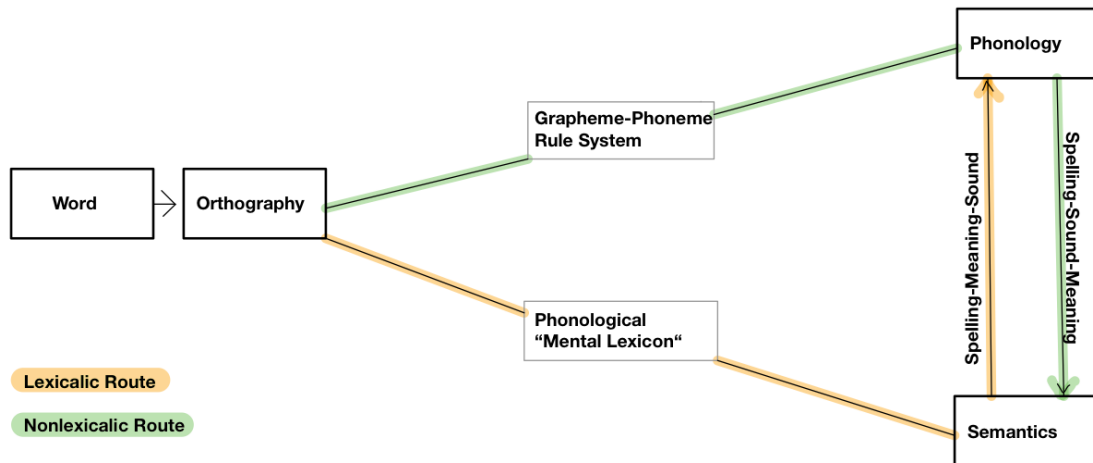 Phonology
Grapheme-Phoneme
Rule System
Word
Orthography
Spelling-Meaning-Sound
Spelling-Sound-Meaning
Phonological
“Mental Lexicon“
Lexicalic Route
Nonlexicalic Route
Semantics